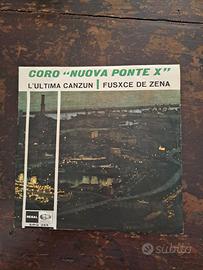 CORO "NUOVA PONTE X"
L'ULTIMA CANZUN | FUSXCE DE ZENA
subito